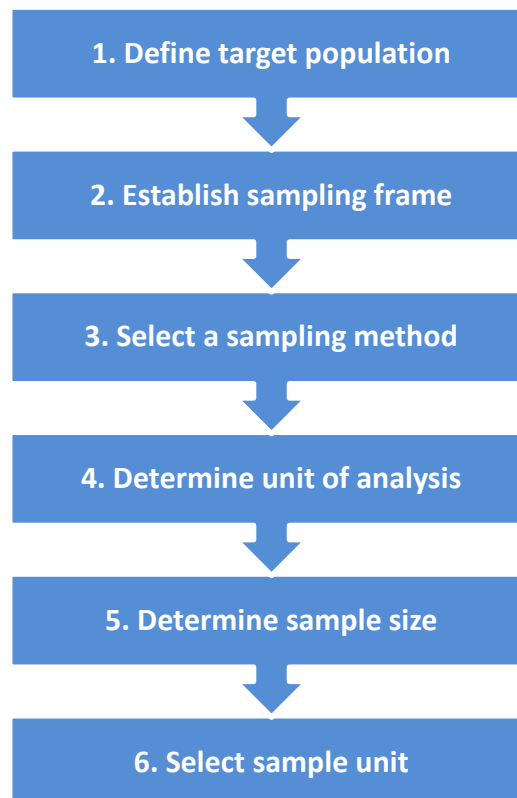 1. Define target population
2. Establish sampling frame
3. Select a sampling method
4. Determine unit of analysis
5. Determine sample size
6. Select sample unit